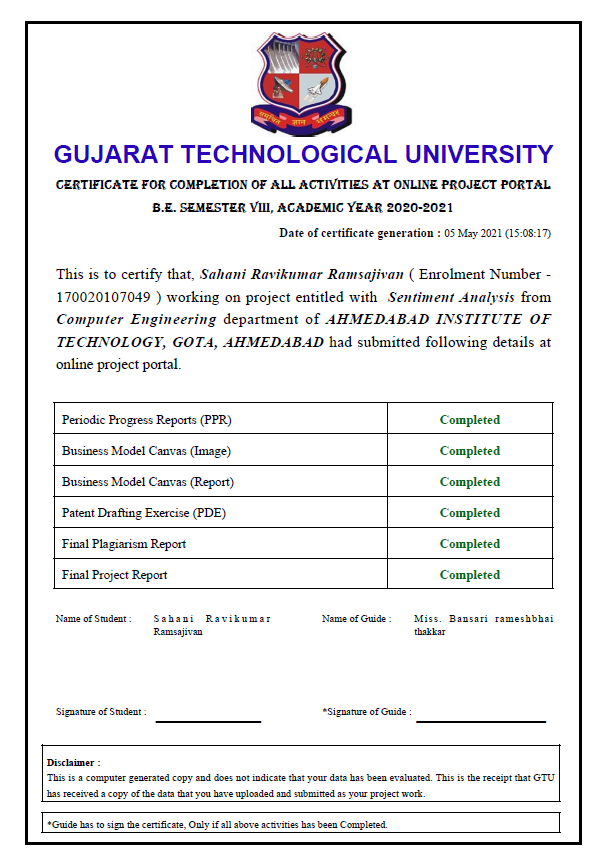 समुचित ज्ञान समन्वय
GUJARAT TECHNOLOGICAL UNIVERSITY
CERTIFICATE FOR COMPLETION OF ALL ACTIVITIES AT ONLINE PROJECT PORTAL
B.E. SEMESTER VIII, ACADEMIC YEAR 2020-2021
Date of certificate generation : 05 May 2021 (15:08:17)
This is to certify that, Sahani Ravikumar Ramsajivan ( Enrolment Number -
170020107049 ) working on project entitled with Sentiment Analysis from
Computer Engineering department of AHMEDABAD INSTITUTE OF
TECHNOLOGY, GOTA, AHMEDABAD had submitted following details at
online project portal.
Periodic Progress Reports (PPR) Completed
Business Model Canvas (Image) Completed
Business Model Canvas (Report) Completed
Patent Drafting Exercise (PDE) Completed
Final Plagiarism Report Completed
Final Project Report Completed
Name of Student : Sahani Ravikumar Name of Guide : Miss. Bansari rameshbhai
Ramsajivan thakkar
Signature of Student : *Signature of Guide :
Disclaimer :
This is a computer generated copy and does not indicate that your data has been evaluated. This is the receipt that GTU
has received a copy of the data that you have uploaded and submitted as your project work.
*Guide has to sign the certificate, Only if all above activities has been Completed.